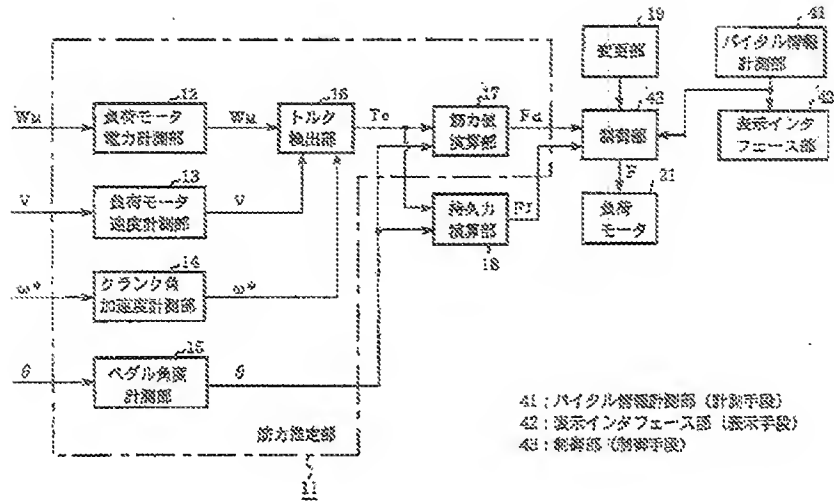 19
変更部
41
バイタル情報
計測部
WM
12
負荷モータ
電力計測部
WM
16
トルク
検出部
Tc
17
筋力値
演算部
Fd
42
制御部
43
表示インタ
フェース部
V
13
負荷モータ
速度計測部
V
持久力
演算部
18
Ff
F
21
負荷
モータ
ω*
14
クランク角
加速度計測部
ω*
θ
15
ペダル角度
計測部
θ
筋力推定部
11
41:バイタル情報計測部(計測手段)
42:表示インタフェース部(表示手段)
43:制御部(制御手段)